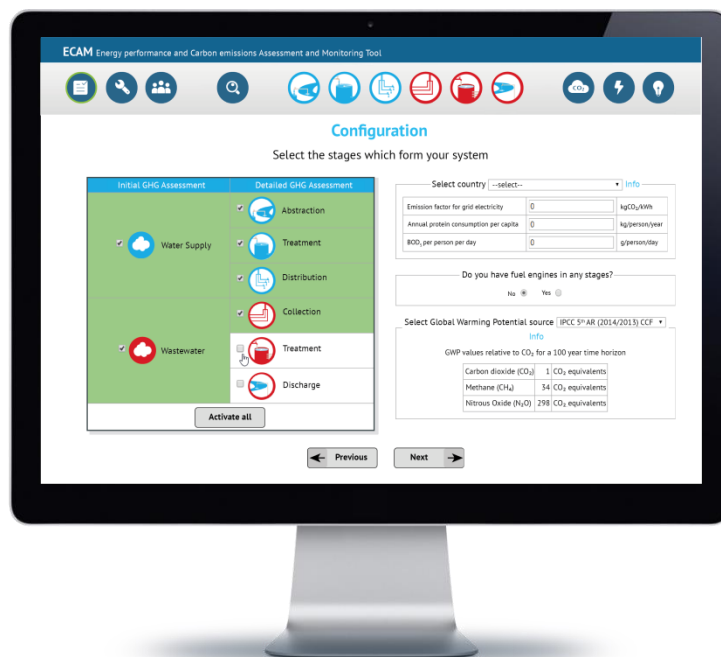 ECAM Energy performance and Carbon emissions Assessment and Monitoring Tool
CO₂
Configuration
Select the stages which form your system
Initial GHG Assessment
Detailed GHG Assessment
Water Supply
Abstraction
Treatment
Distribution
Wastewater
Collection
Treatment
Discharge
Activate all
Select country --select-- Info
Emission factor for grid electricity 0 kgCO₂/kWh
Annual protein consumption per capita 0 kg/person/year
BOD₅ per person per day 0 g/person/day
Do you have fuel engines in any stages?
No Yes
Select Global Warming Potential source IPCC 5ᵗʰ AR (2014/2013) CCF
Info
GWP values relative to CO₂ for a 100 year time horizon
Carbon dioxide (CO₂) 1 CO₂ equivalents
Methane (CH₄) 34 CO₂ equivalents
Nitrous Oxide (N₂O) 298 CO₂ equivalents
Previous
Next